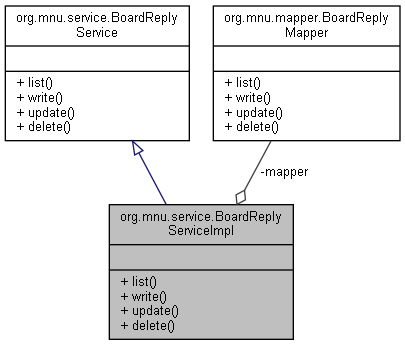 org.mnu.service.BoardReply
Service
+ list()
+ write()
+ update()
+ delete()
org.mnu.mapper.BoardReply
Mapper
+ list()
+ write()
+ update()
+ delete()
-mapper
org.mnu.service.BoardReply
ServiceImpl
+ list()
+ write()
+ update()
+ delete()